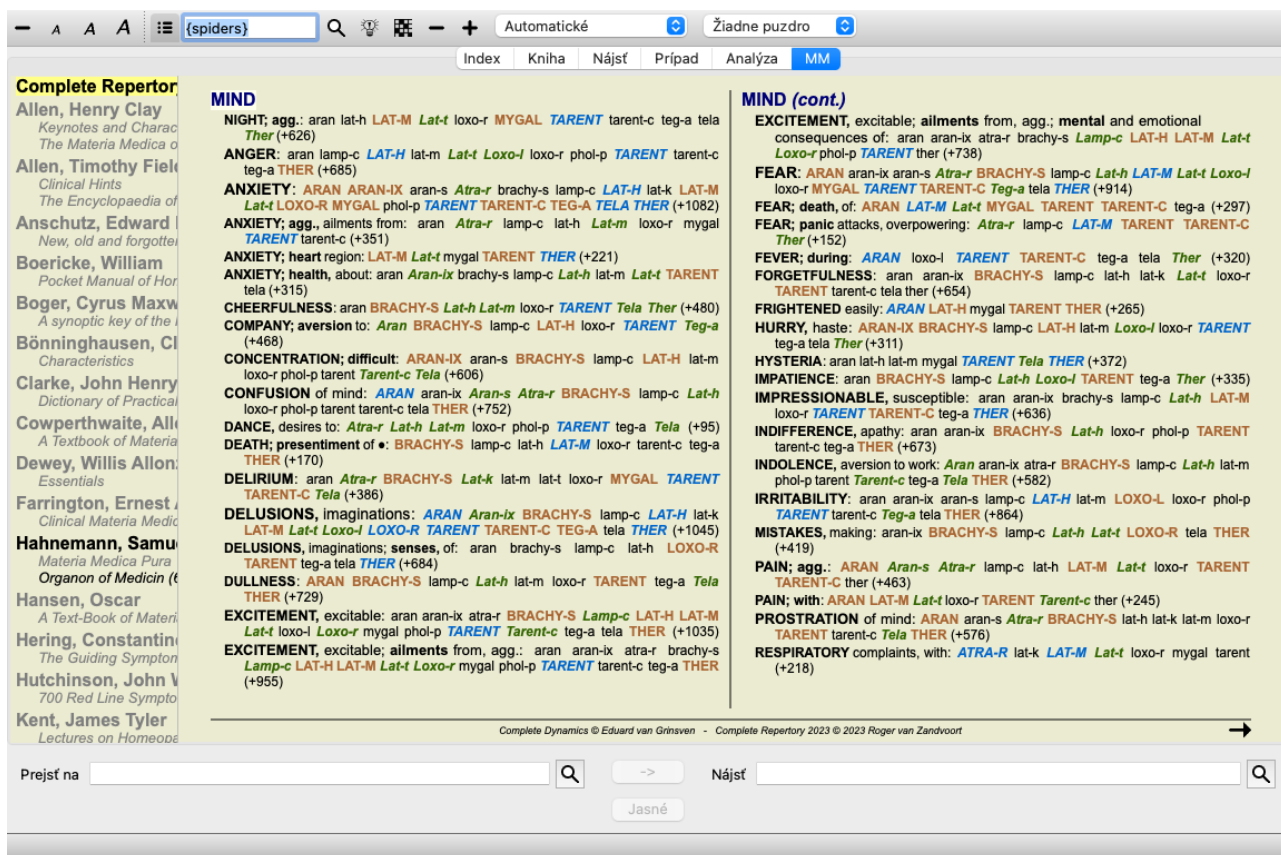 A A A {spiders} Automatické Žiadne puzdro
Index Kniha Nájsť Prípad Analýza MM
Complete Repertor
Allen, Henry Clay
Keynotes and Charac
The Materia Medica o
Allen, Timothy Field
Clinical Hints
The Encyclopaedia of
Anschutz, Edward
New, old and forgotte
Boericke, William
Pocket Manual of Hor
Boger, Cyrus Maxw
A synoptic key of the
Bönninghausen, Cl
Characteristics
Clarke, John Henry
Dictionary of Practical
Cowperthwaite, Alle
A Textbook of Materia
Dewey, Willis Allon
Essentials
Farrington, Ernest
Clinical Materia Medic
Hahnemann, Samu
Materia Medica Pura
Organon of Medicin (6
Hansen, Oscar
A Text-Book of Materi
Hering, Constantin
The Guiding Symptom
Hutchinson, John
700 Red Line Sympto
Kent, James Tyler
Lectures on Homeopa
MIND
NIGHT; agg.: aran lat-h LAT-M Lat-t loxo-r MYGAL TARENT tarent-c teg-a tela
Ther (+626)
ANGER: aran lamp-c LAT-H lat-m Lat-t Loxo-l loxo-r phol-p TARENT tarent-c
teg-a THER (+685)
ANXIETY: ARAN ARAN-IX aran-s Atra-r brachy-s lamp-c LAT-H lat-k LAT-M
Lat-t LOXO-R MYGAL phol-p TARENT TARENT-C TEG-A TELA THER (+1082)
ANXIETY; agg., ailments from: aran Atra-r lamp-c lat-h Lat-m loxo-r mygal
TARENT tarent-c (+351)
ANXIETY; heart region: LAT-M Lat-t mygal TARENT THER (+221)
ANXIETY; health, about: aran Aran-ix brachy-s lamp-c Lat-h lat-m Lat-t TARENT
tela (+315)
CHEERFULNESS: aran BRACHY-S Lat-h Lat-m loxo-r TARENT Tela Ther (+480)
COMPANY; aversion to: Aran BRACHY-S lamp-c LAT-H loxo-r TARENT Teg-a
(+468)
CONCENTRATION; difficult: ARAN-IX aran-s BRACHY-S lamp-c LAT-H lat-m
loxo-r phol-p tarent Tarent-c Tela (+606)
CONFUSION of mind: ARAN aran-ix Aran-s Atra-r BRACHY-S lamp-c Lat-h
loxo-r phol-p tarent tarent-c tela THER (+752)
DANCE, desires to: Atra-r Lat-h Lat-m loxo-r phol-p TARENT teg-a Tela (+95)
DEATH; presentiment of ●: BRACHY-S lamp-c lat-h LAT-M loxo-r tarent-c teg-a
THER (+170)
DELIRIUM: aran Atra-r BRACHY-S Lat-k lat-m lat-t loxo-r MYGAL TARENT
TARENT-C Tela (+386)
DELUSIONS, imaginations: ARAN Aran-ix BRACHY-S lamp-c LAT-H lat-k
LAT-M Lat-t Loxo-l LOXO-R TARENT TARENT-C TEG-A tela THER (+1045)
DELUSIONS, imaginations; senses, of: aran brachy-s lamp-c lat-h LOXO-R
TARENT teg-a tela THER (+684)
DULLNESS: ARAN BRACHY-S lamp-c Lat-h lat-m loxo-r TARENT teg-a Tela
THER (+729)
EXCITEMENT, excitable: aran aran-ix atra-r BRACHY-S Lamp-c LAT-H LAT-M
Lat-t loxo-l Loxo-r mygal phol-p TARENT Tarent-c teg-a tela THER (+1035)
EXCITEMENT, excitable; ailments from, agg.: aran aran-ix atra-r brachy-s
Lamp-c LAT-H LAT-M Lat-t Loxo-r mygal phol-p TARENT tarent-c teg-a THER
(+955)
MIND (cont.)
EXCITEMENT, excitable; ailments from, agg.; mental and emotional
consequences of: aran aran-ix atra-r brachy-s Lamp-c LAT-H LAT-M Lat-t
Loxo-r phol-p TARENT ther (+738)
FEAR: ARAN aran-ix aran-s Atra-r BRACHY-S lamp-c Lat-h LAT-M Lat-t Loxo-l
loxo-r MYGAL TARENT TARENT-C Teg-a tela THER (+914)
FEAR; death, of: ARAN LAT-M Lat-t MYGAL TARENT TARENT-C teg-a (+297)
FEAR; panic attacks, overpowering: Atra-r lamp-c LAT-M TARENT TARENT-C
Ther (+152)
FEVER; during: ARAN loxo-l TARENT TARENT-C teg-a tela Ther (+320)
FORGETFULNESS: aran aran-ix BRACHY-S lamp-c lat-h lat-k Lat-t loxo-r
TARENT tarent-c tela ther (+654)
FRIGHTENED easily: ARAN LAT-H mygal TARENT THER (+265)
HURRY, haste: ARAN-IX BRACHY-S lamp-c LAT-H lat-m Loxo-l loxo-r TARENT
teg-a tela Ther (+311)
HYSTERIA: aran lat-h lat-m mygal TARENT Tela THER (+372)
IMPATIENCE: aran BRACHY-S lamp-c Lat-h Loxo-l TARENT teg-a Ther (+335)
IMPRESSIONABLE, susceptible: aran aran-ix brachy-s lamp-c Lat-h LAT-M
loxo-r TARENT TARENT-C teg-a THER (+636)
INDIFFERENCE, apathy: aran aran-ix BRACHY-S Lat-h loxo-r phol-p TARENT
tarent-c teg-a THER (+673)
INDOLENCE, aversion to work: Aran aran-ix atra-r BRACHY-S lamp-c Lat-h lat-m
phol-p tarent Tarent-c teg-a Tela THER (+582)
IRRITABILITY: aran aran-ix aran-s lamp-c LAT-H lat-m LOXO-L loxo-r phol-p
TARENT tarent-c Teg-a tela THER (+864)
MISTAKES, making: aran-ix BRACHY-S lamp-c Lat-h Lat-t LOXO-R tela THER
(+419)
PAIN; agg.: ARAN Aran-s Atra-r lamp-c lat-h LAT-M Lat-t loxo-r TARENT
TARENT-C ther (+463)
PAIN; with: ARAN LAT-M Lat-t loxo-r TARENT Tarent-c ther (+245)
PROSTRATION of mind: ARAN aran-s Atra-r BRACHY-S lat-h lat-k lat-m loxo-r
TARENT tarent-c Tela THER (+576)
RESPIRATORY complaints, with: ATRA-R lat-k LAT-M Lat-t loxo-r mygal tarent
(+218)
Complete Dynamics © Eduard van Grinsven - Complete Repertory 2023 © 2023 Roger van Zandvoort
Prejsť na -> Nájsť
Jasné